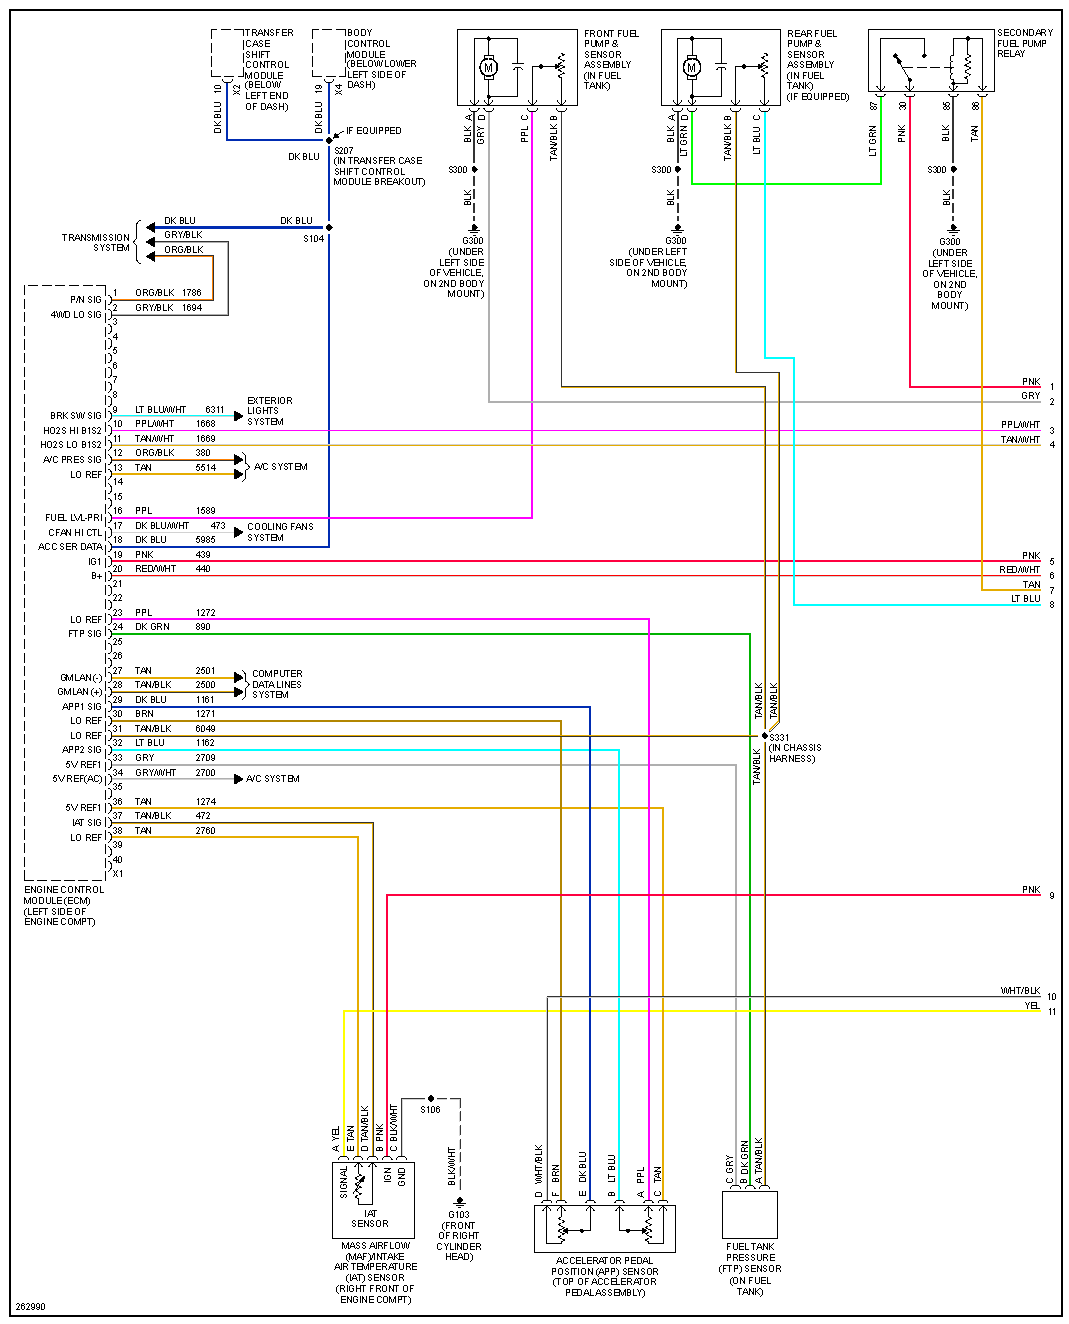 TRANSFER
CASE
SHIFT
CONTROL
MODULE
(BELOW
LEFT END
OF DASH)
10
X2
DK BLU
BODY
CONTROL
MODULE
(BELOW LOWER
LEFT SIDE OF
DASH)
19
X4
DK BLU
IF EQUIPPED
DK BLU
S207
(IN TRANSFER CASE
SHIFT CONTROL
MODULE BREAKOUT)
FRONT FUEL
PUMP &
SENSOR
ASSEMBLY
(IN FUEL
TANK)
M
BLK A
GRY D
PPL C
TAN/BLK B
S300
BLK
G300
(UNDER
LEFT SIDE
OF VEHICLE,
ON 2ND BODY
MOUNT)
REAR FUEL
PUMP &
SENSOR
ASSEMBLY
(IN FUEL
TANK)
(IF EQUIPPED)
M
BLK A
LT GRN D
TAN/BLK B
LT BLU C
S300
BLK
G300
(UNDER LEFT
SIDE OF VEHICLE,
ON 2ND BODY
MOUNT)
SECONDARY
FUEL PUMP
RELAY
87
30
85
86
LT GRN
PNK
BLK
TAN
S300
BLK
G300
(UNDER
LEFT SIDE
OF VEHICLE,
ON 2ND
BODY
MOUNT)
TRANSMISSION
SYSTEM
DK BLU
DK BLU
GRY/BLK
ORG/BLK
S104
P/N SIG 1 ORG/BLK 1786
4WD LO SIG 2 GRY/BLK 1694
3
4
5
6
7
8
BRK SW SIG 9 LT BLU/WHT 6311
EXTERIOR
LIGHTS
SYSTEM
HO2S HI B1S2 10 PPL/WHT 1668
HO2S LO B1S2 11 TAN/WHT 1669
A/C PRES SIG 12 ORG/BLK 380
LO REF 13 TAN 5514
A/C SYSTEM
14
15
FUEL LVL-PRI 16 PPL 1589
CFAN HI CTL 17 DK BLU/WHT 473
COOLING FANS
SYSTEM
ACC SER DATA 18 DK BLU 5985
IG1 19 PNK 439
B+ 20 RED/WHT 440
21
22
LO REF 23 PPL 1272
FTP SIG 24 DK GRN 890
25
26
GMLAN (-) 27 TAN 2501
GMLAN (+) 28 TAN/BLK 2500
COMPUTER
DATA LINES
SYSTEM
APP1 SIG 29 DK BLU 1161
LO REF 30 BRN 1271
LO REF 31 TAN/BLK 6049
APP2 SIG 32 LT BLU 1162
5V REF1 33 GRY 2709
5V REF(AC) 34 GRY/WHT 2700
A/C SYSTEM
35
5V REF1 36 TAN 1274
IAT SIG 37 TAN/BLK 472
LO REF 38 TAN 2760
39
40
X1
ENGINE CONTROL
MODULE (ECM)
(LEFT SIDE OF
ENGINE COMPT)
PNK 1
GRY 2
PPL/WHT 3
TAN/WHT 4
PNK 5
RED/WHT 6
TAN 7
LT BLU 8
TAN/BLK
TAN/BLK
S331
(IN CHASSIS
HARNESS)
TAN/BLK
PNK 9
WHT/BLK 10
YEL 11
A YEL
E TAN
D TAN/BLK
B PNK
C BLK/WHT
SIGNAL
IGN
GND
IAT
SENSOR
MASS AIRFLOW
(MAF)/INTAKE
AIR TEMPERATURE
(IAT) SENSOR
(RIGHT FRONT OF
ENGINE COMPT)
S106
BLK/WHT
G103
(FRONT
OF RIGHT
CYLINDER
HEAD)
D WHT/BLK
F BRN
E DK BLU
B LT BLU
A PPL
C TAN
ACCELERATOR PEDAL
POSITION (APP) SENSOR
(TOP OF ACCELERATOR
PEDAL ASSEMBLY)
C GRY
B DK GRN
A TAN/BLK
FUEL TANK
PRESSURE
(FTP) SENSOR
(ON FUEL
TANK)
262990